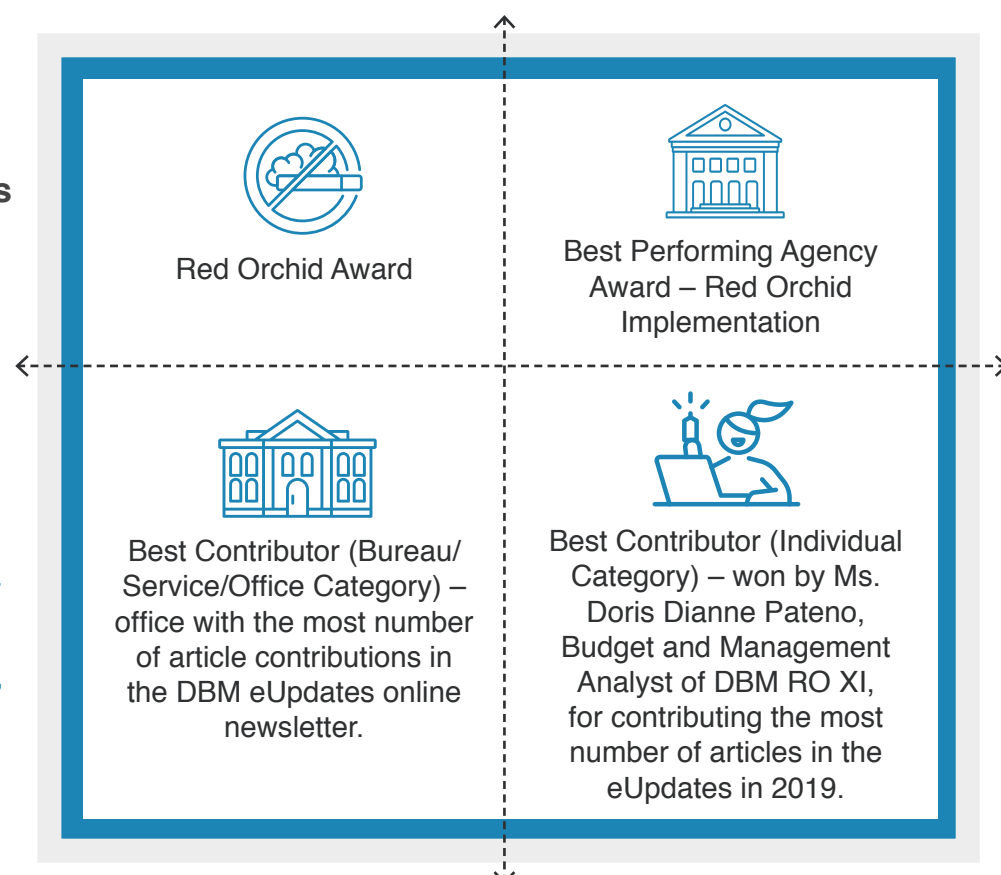 s
Red Orchid Award
Best Performing Agency
Award – Red Orchid
Implementation
Best Contributor (Bureau/
Service/Office Category) –
office with the most number
of article contributions in
the DBM eUpdates online
newsletter.
Best Contributor (Individual
Category) – won by Ms.
Doris Dianne Pateno,
Budget and Management
Analyst of DBM RO XI,
for contributing the most
number of articles in the
eUpdates in 2019.